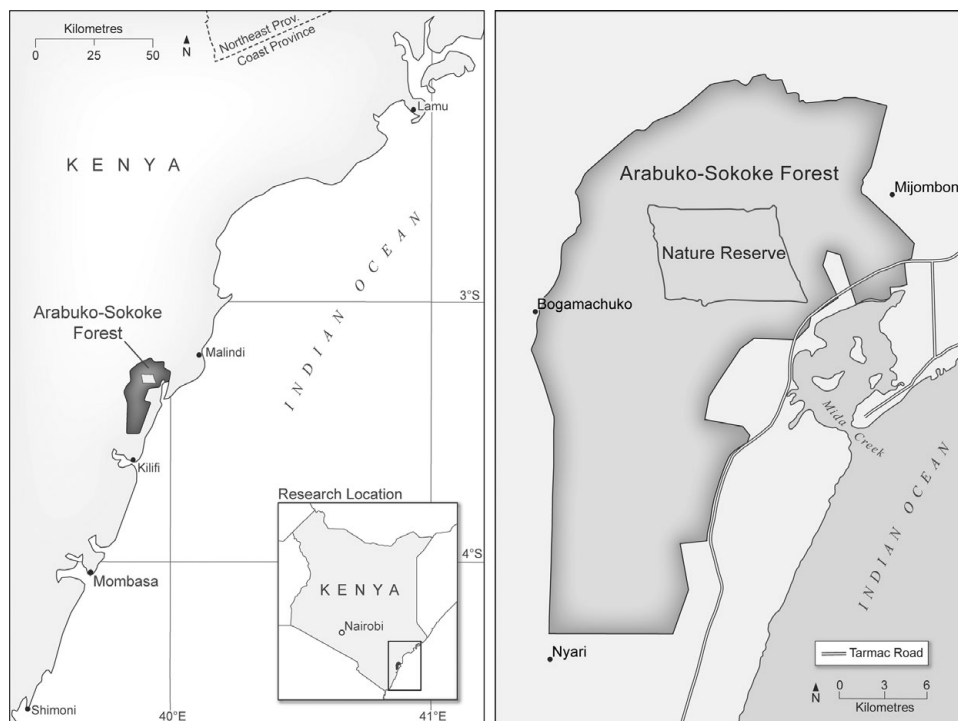 Kilometres
0 25 50
N
Northeast Prov.
Coast Province
Lamu
KENYA
INDIAN OCEAN
3°S
Arabuko-Sokoke
Forest
Malindi
Kilifi
Research Location
KENYA
Nairobi
4°S
Mombasa
Shimoni
40°E
41°E
Arabuko-Sokoke Forest
Mijomboni
Nature Reserve
Bogamachuko
Mida Creek
INDIAN OCEAN
Nyari
Tarmac Road
N
0 3 6
Kilometres